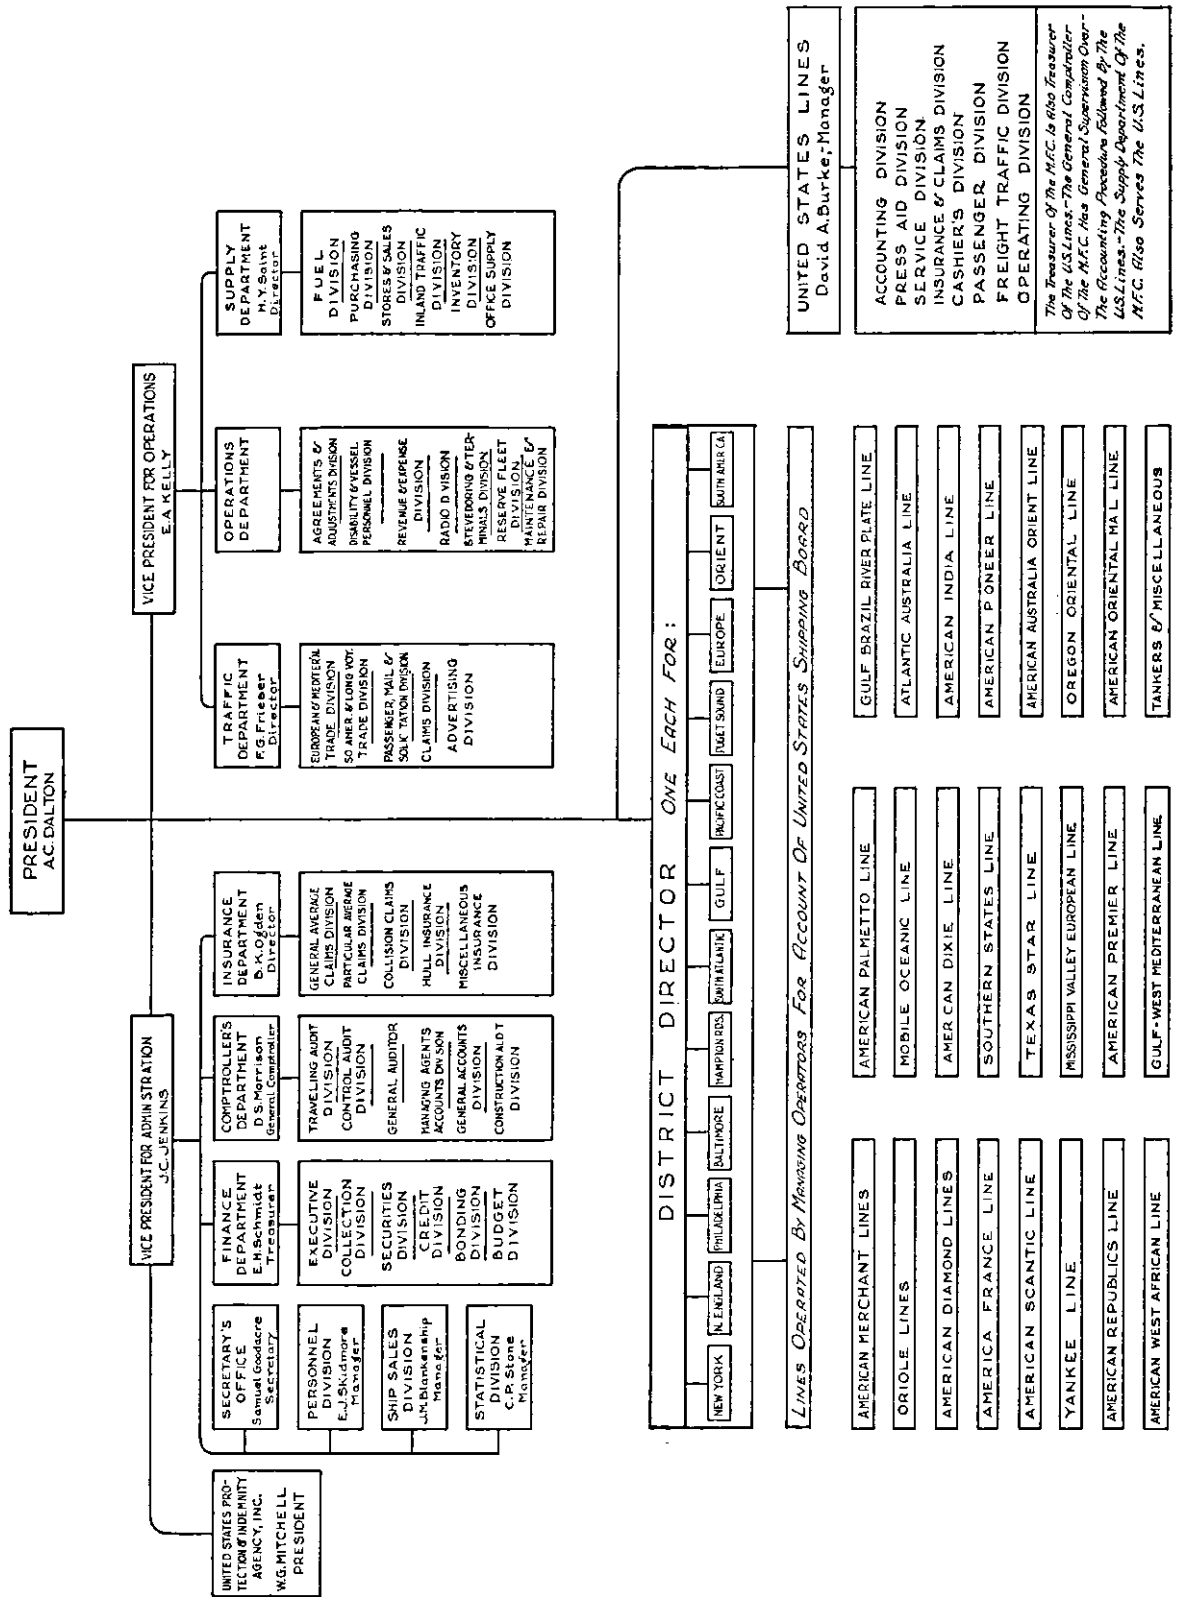 PRESIDENT
A.C. DALTON
VICE PRESIDENT FOR ADMINISTRATION
J.C. JENKINS
VICE PRESIDENT FOR OPERATIONS
E.A. KELLY
UNITED STATES PRO-
TECTION & INDEMNITY
AGENCY, INC.
W.G. MITCHELL
PRESIDENT
SECRETARY'S
OFFICE
Samuel Goodacre
Secretary
PERSONNEL
DIVISION
E.J. Skidmore
Manager
SHIP SALES
DIVISION
J.M. Blankenship
Manager
STATISTICAL
DIVISION
C.P. Stone
Manager
FINANCE
DEPARTMENT
E.H. Schmidt
Treasurer
EXECUTIVE
DIVISION
COLLECTION
DIVISION
SECURITIES
DIVISION
CREDIT
DIVISION
BONDING
DIVISION
BUDGET
DIVISION
COMPTROLLER'S
DEPARTMENT
D.S. Morrison
General Comptroller
TRAVELING AUDIT
DIVISION
CONTROL AUDIT
DIVISION
GENERAL AUDITOR
MANAGING AGENTS
ACCOUNTS DIVISION
GENERAL ACCOUNTS
DIVISION
CONSTRUCTION AUDIT
DIVISION
INSURANCE
DEPARTMENT
B.K. Ogden
Director
GENERAL AVERAGE
CLAIMS DIVISION
PARTICULAR AVERAGE
CLAIMS DIVISION
COLLISION CLAIMS
DIVISION
HULL INSURANCE
DIVISION
MISCELLANEOUS
INSURANCE
DIVISION
TRAFFIC
DEPARTMENT
F.G. Frieser
Director
EUROPEAN & MEDITER'AL
TRADE DIVISION
SO AMER. & LONG VOY.
TRADE DIVISION
PASSENGER, MAIL &
SOLICITATION DIVISION
CLAIMS DIVISION
ADVERTISING
DIVISION
OPERATIONS
DEPARTMENT
AGREEMENTS &
ADJUSTMENTS DIVISION
DISABILITY & VESSEL
PERSONNEL DIVISION
REVENUE & EXPENSE
DIVISION
RADIO DIVISION
STEVEDORING & TER-
MINALS DIVISION
RESERVE FLEET
DIVISION
MAINTENANCE &
REPAIR DIVISION
SUPPLY
DEPARTMENT
H.Y. Saint
Director
FUEL
DIVISION
PURCHASING
DIVISION
STORES & SALES
DIVISION
INLAND TRAFFIC
DIVISION
INVENTORY
DIVISION
OFFICE SUPPLY
DIVISION
DISTRICT DIRECTOR ONE EACH FOR:
NEW YORK
N. ENGLAND
PHILADELPHIA
BALTIMORE
HAMPTON RDS.
SOUTH ATLANTIC
GULF
PACIFIC COAST
PUGET SOUND
EUROPE
ORIENT
SOUTH AMERICA
LINES OPERATED BY MANAGING OPERATORS FOR ACCOUNT OF UNITED STATES SHIPPING BOARD
AMERICAN MERCHANT LINES
ORIOLE LINES
AMERICAN DIAMOND LINES
AMERICA FRANCE LINE
AMERICAN SCANTIC LINE
YANKEE LINE
AMERICAN REPUBLICS LINE
AMERICAN WEST AFRICAN LINE
AMERICAN PALMETTO LINE
MOBILE OCEANIC LINE
AMERICAN DIXIE LINE
SOUTHERN STATES LINE
TEXAS STAR LINE
MISSISSIPPI VALLEY EUROPEAN LINE
AMERICAN PREMIER LINE
GULF-WEST MEDITERRANEAN LINE
GULF BRAZIL RIVER PLATE LINE
ATLANTIC AUSTRALIA LINE
AMERICAN INDIA LINE
AMERICAN PIONEER LINE
AMERICAN AUSTRALIA ORIENT LINE
OREGON ORIENTAL LINE
AMERICAN ORIENTAL MAIL LINE
TANKERS & MISCELLANEOUS
UNITED STATES LINES
David A. Burke; Manager
ACCOUNTING DIVISION
PRESS AID DIVISION
SERVICE DIVISION
INSURANCE & CLAIMS DIVISION
CASHIER'S DIVISION
PASSENGER DIVISION
FREIGHT TRAFFIC DIVISION
OPERATING DIVISION
The Treasurer Of The M.F.C. Is Also Treasurer
Of The U.S. Lines.-The General Comptroller
Of The M.F.C. Has General Supervision Over-
The Accounting Procedure Followed By The
U.S. Lines.-The Supply Department Of The
M.F.C. Also Serves The U.S. Lines.